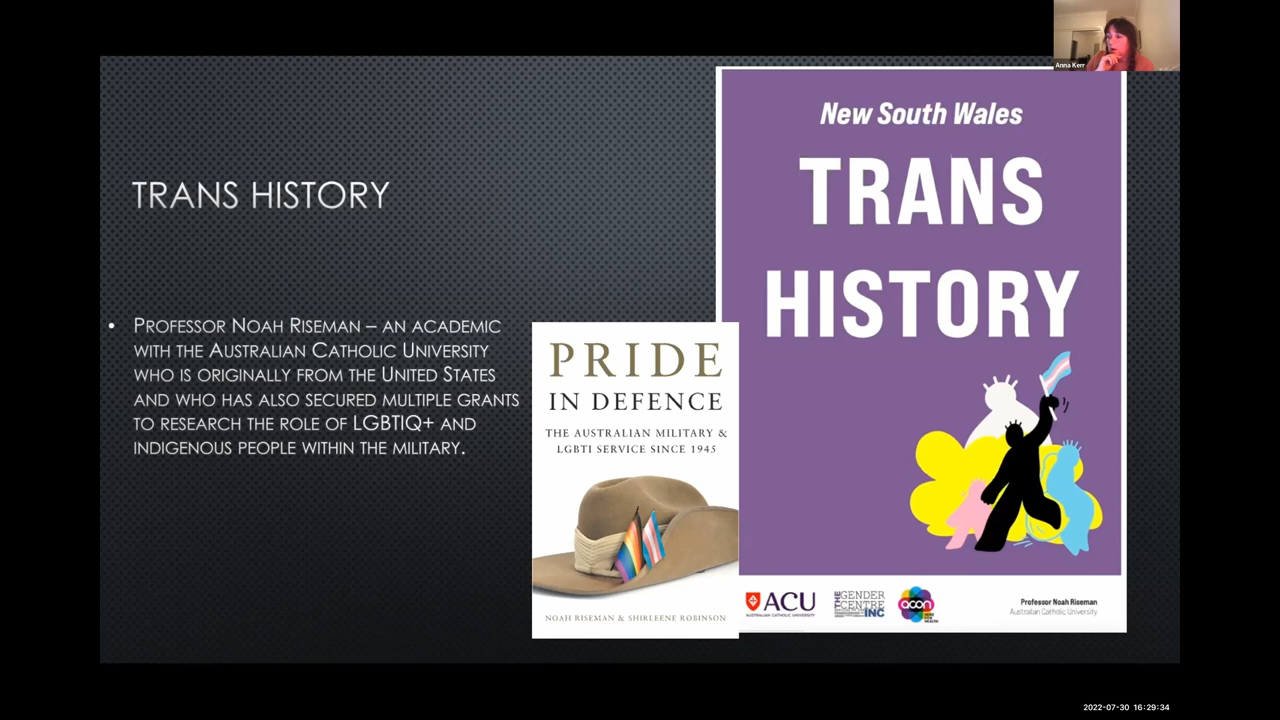 Anna Kerr
TRANS HISTORY
• PROFESSOR NOAH RISEMAN – AN ACADEMIC
WITH THE AUSTRALIAN CATHOLIC UNIVERSITY
WHO IS ORIGINALLY FROM THE UNITED STATES
AND WHO HAS ALSO SECURED MULTIPLE GRANTS
TO RESEARCH THE ROLE OF LGBTIQ+ AND
INDIGENOUS PEOPLE WITHIN THE MILITARY.
PRIDE
IN DEFENCE
THE AUSTRALIAN MILITARY &
LGBTI SERVICE SINCE 1945
NOAH RISEMAN & SHIRLEENE ROBINSON
New South Wales
TRANS
HISTORY
ACU
AUSTRALIAN CATHOLIC UNIVERSITY
THE GENDER
CENTRE
INC
acon
HERE
FOR
HEALTH
Professor Noah Riseman
Australian Catholic University
2022-07-30 16:29:34